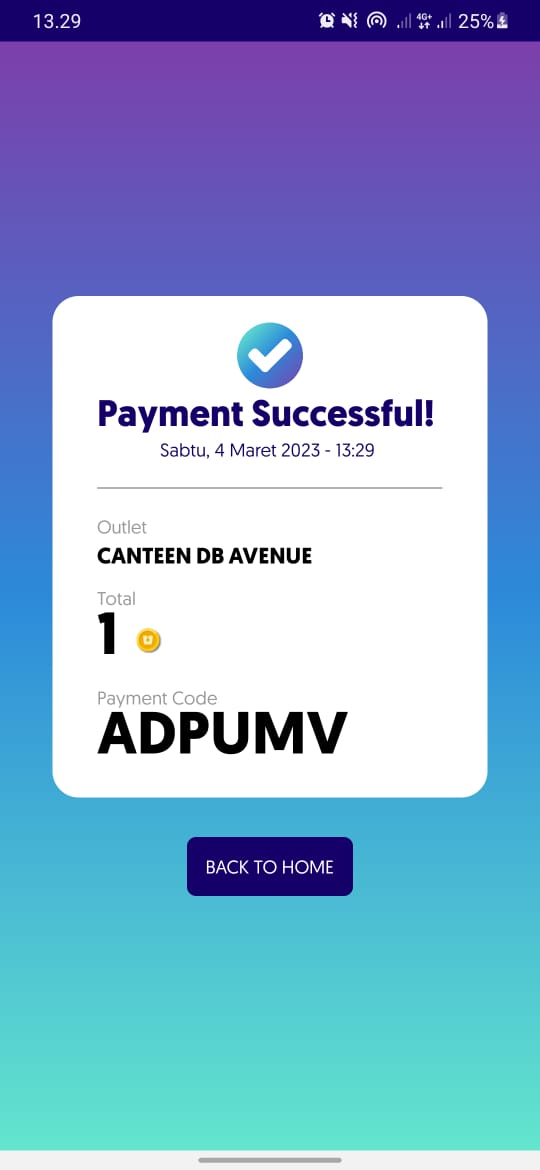 13.29
4G+
25%
Payment Successful!
Sabtu, 4 Maret 2023 - 13:29
Outlet
CANTEEN DB AVENUE
Total
1
Payment Code
ADPUMV
BACK TO HOME